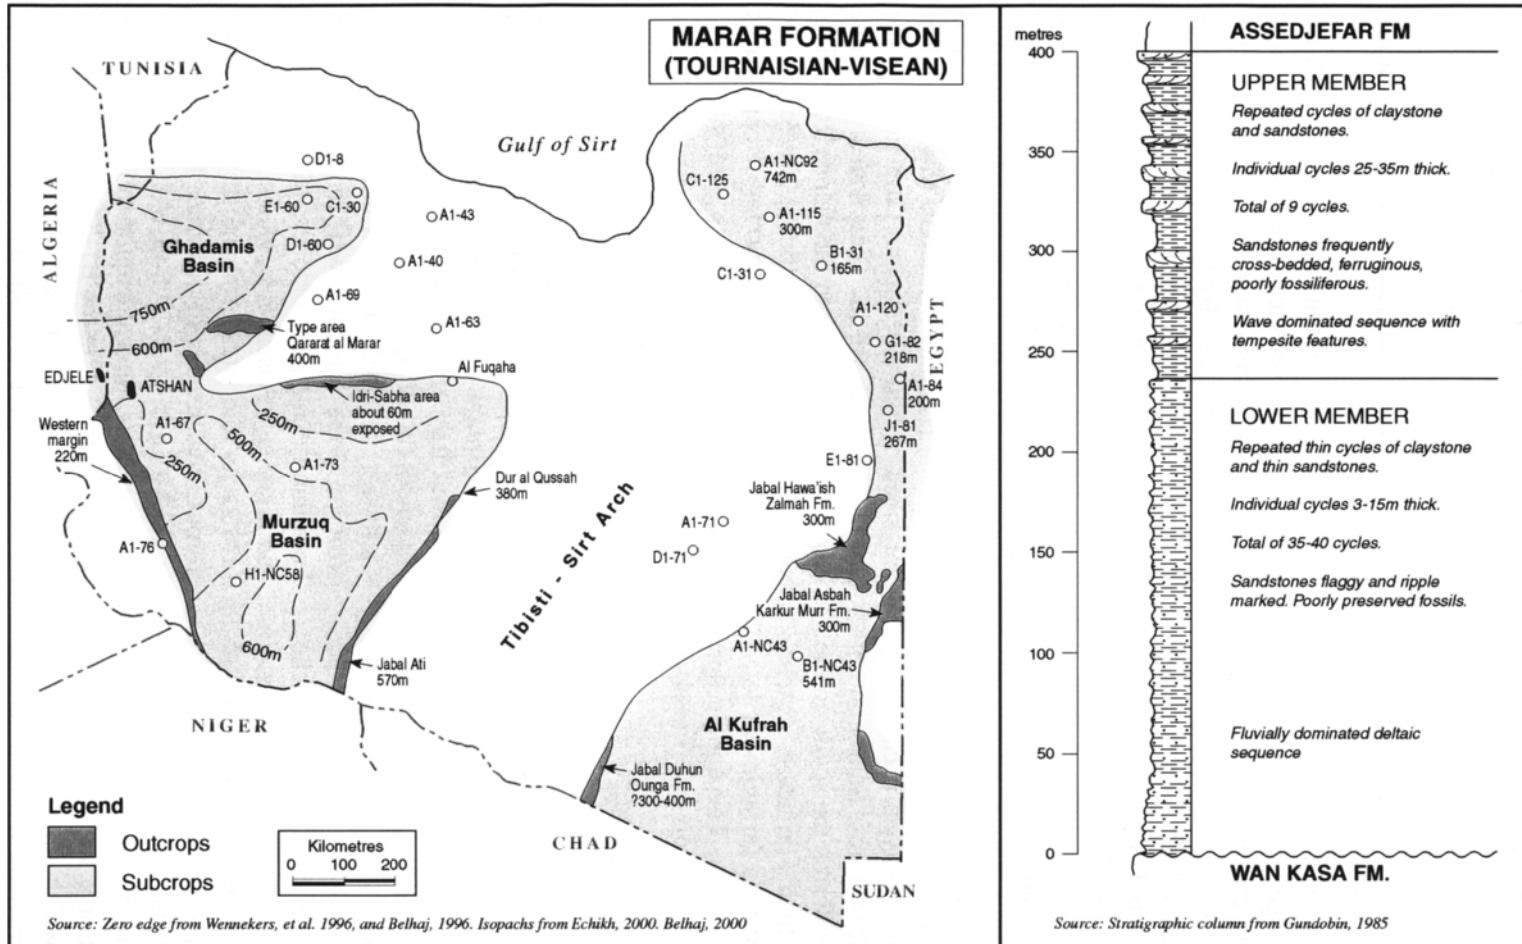 MARAR FORMATION
(TOURNAISIAN-VISEAN)
TUNISIA
Gulf of Sirt
ALGERIA
D1-8
E1-60
C1-30
A1-43
Ghadamis
Basin
D1-60
A1-40
A1-69
750m
Type area
Qararat al Marar
400m
A1-63
600m
EDJELE
ATSHAN
Al Fuqaha
Idri-Sabha area
about 60m
exposed
250m
Western
margin
220m
A1-67
500m
250m
A1-73
Dur al Qussah
380m
Murzuq
Basin
A1-76
H1-NC58
600m
Jabal Ati
570m
NIGER
Tibisti - Sirt Arch
A1-NC92
742m
C1-125
A1-115
300m
B1-31
165m
C1-31
A1-120
EGYPT
G1-82
218m
A1-84
200m
J1-81
267m
E1-81
Jabal Hawa'ish
Zalmah Fm.
300m
A1-71
D1-71
Jabal Asbah
Karkur Murr Fm.
300m
A1-NC43
B1-NC43
541m
Al Kufrah
Basin
Jabal Duhun
Ounga Fm.
?300-400m
CHAD
SUDAN
Legend
Outcrops
Subcrops
Kilometres
0 100 200
Source: Zero edge from Wennekers, et al. 1996, and Belhaj, 1996. Isopachs from Echikh, 2000. Belhaj, 2000
metres
400
350
300
250
200
150
100
50
0
ASSEDJEFAR FM
UPPER MEMBER
Repeated cycles of claystone
and sandstones.
Individual cycles 25-35m thick.
Total of 9 cycles.
Sandstones frequently
cross-bedded, ferruginous,
poorly fossiliferous.
Wave dominated sequence with
tempesite features.
LOWER MEMBER
Repeated thin cycles of claystone
and thin sandstones.
Individual cycles 3-15m thick.
Total of 35-40 cycles.
Sandstones flaggy and ripple
marked. Poorly preserved fossils.
Fluvially dominated deltaic
sequence
WAN KASA FM.
Source: Stratigraphic column from Gundobin, 1985